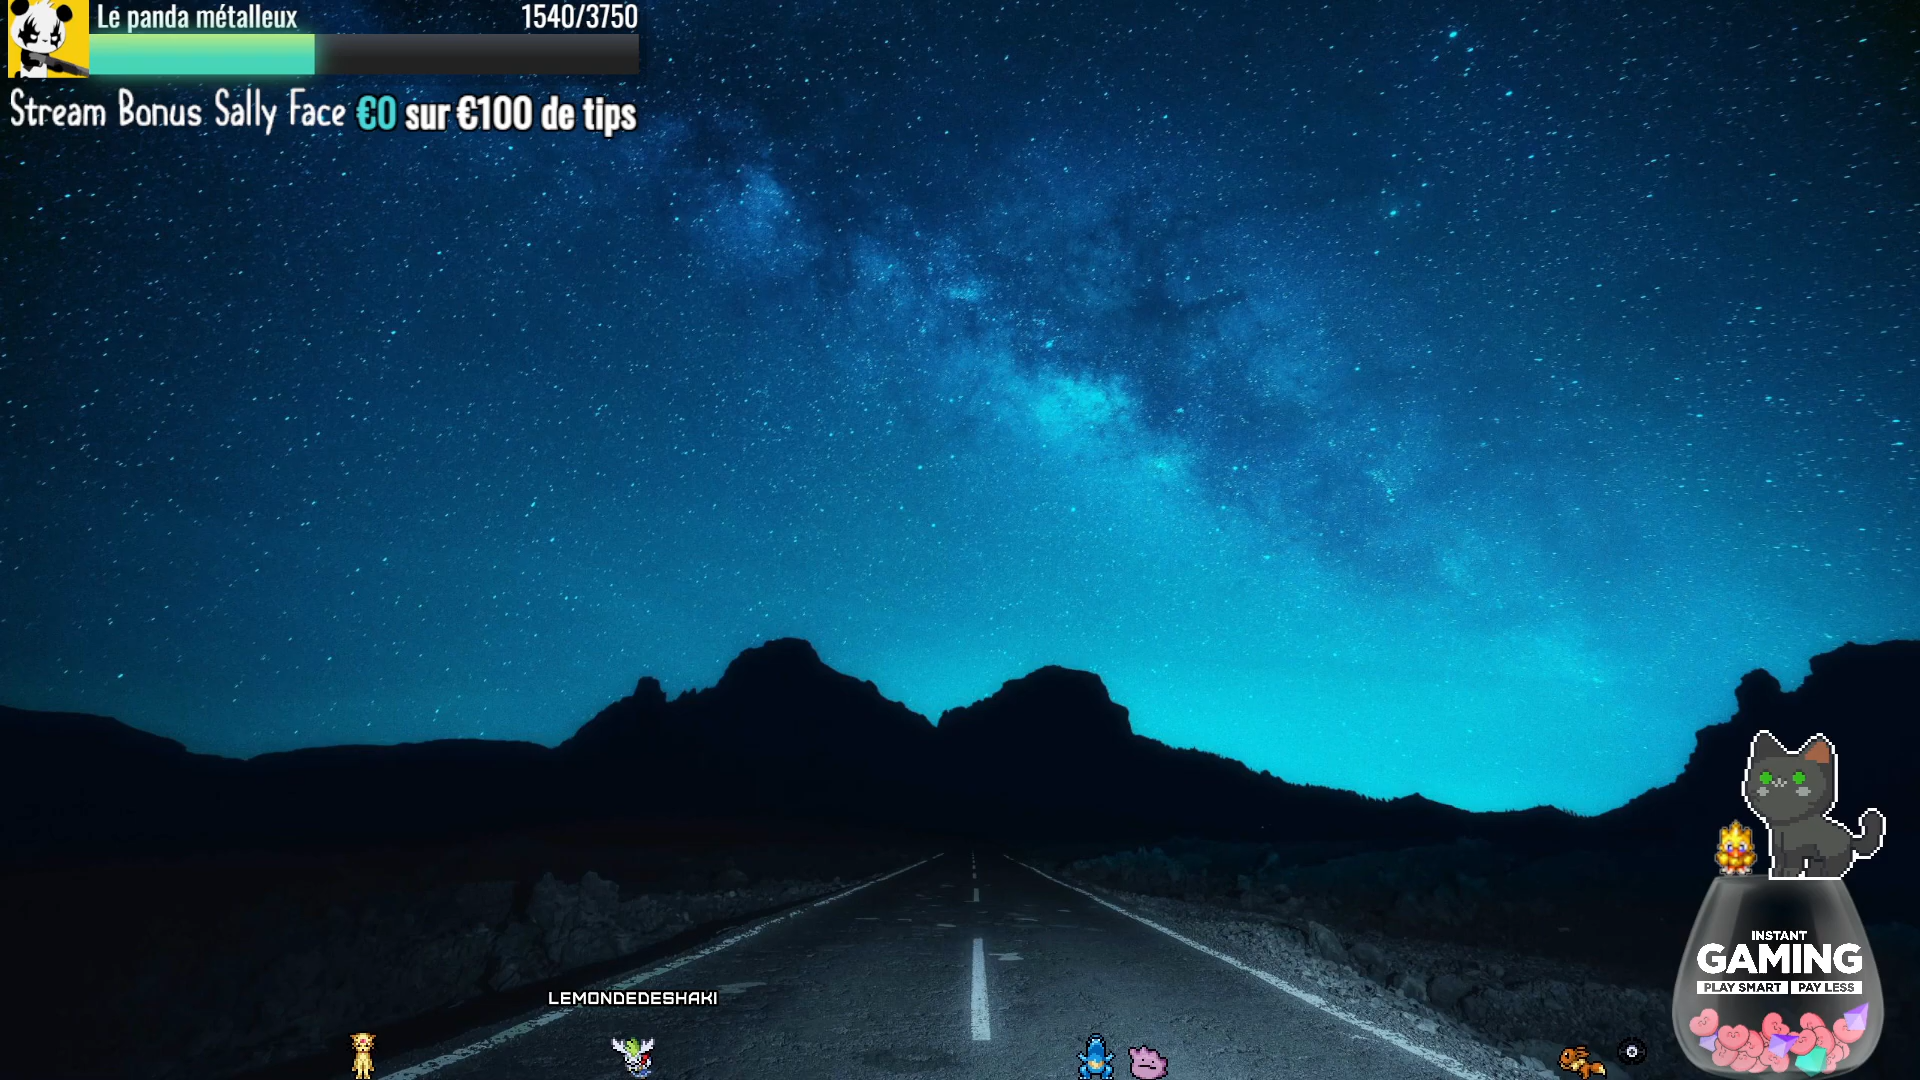 Le panda métalleux 1540/3750
Stream Bonus Sally Face €0 sur €100 de tips
INSTANT
GAMING
PLAY SMART PAY LESS
LEMONDEDESHAKI